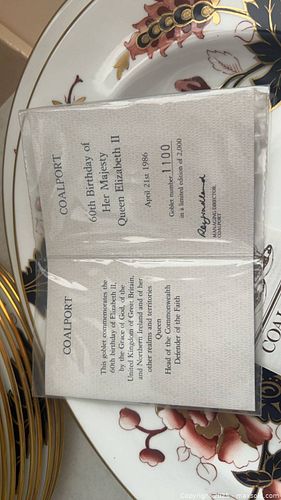 COALPORT
60th Birthday of
Her Majesty
Queen Elizabeth II
April 21st 1986
Goblet number 1100
in a limited edition of 2,000
MANAGING DIRECTOR
COALPORT
COALPORT
This goblet commemorates the
60th birthday of Elizabeth II,
by the Grace of God, of the
United Kingdom of Great Britain,
and Northern Ireland and of her
other realms and territories
Queen
Head of the Commonwealth
Defender of the Faith
COAL